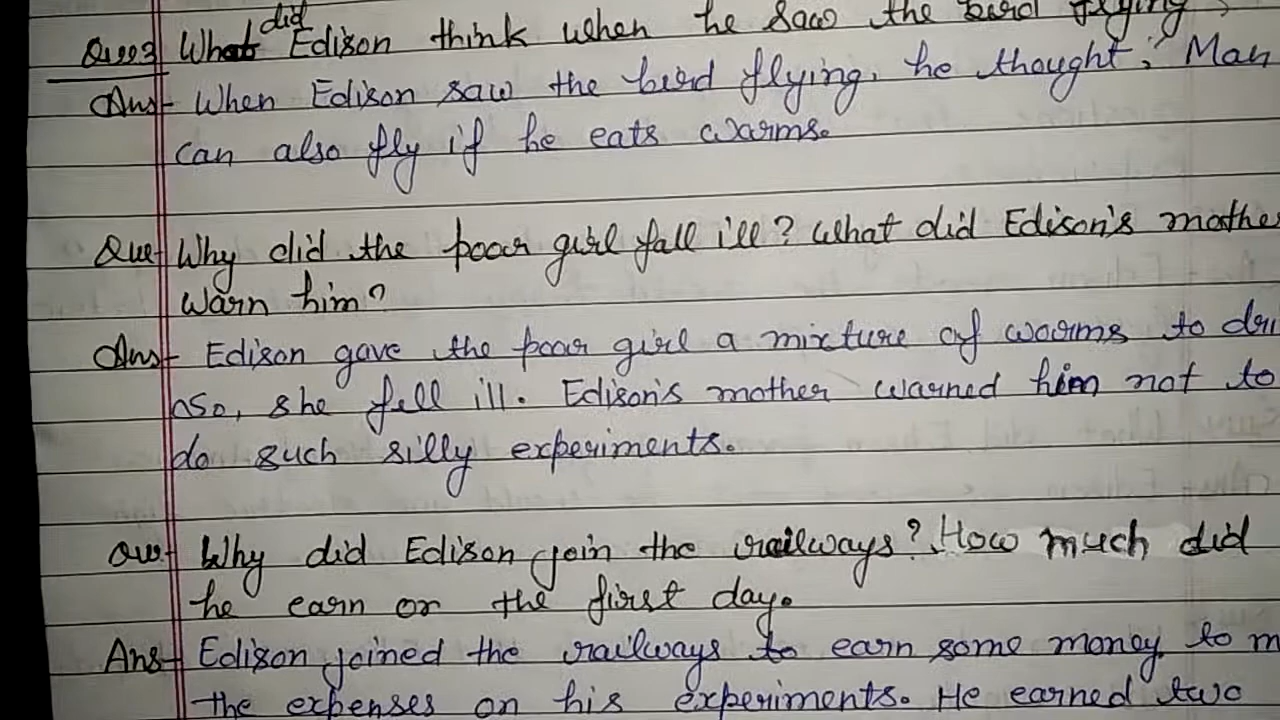 Que3 What did Edison think when he saw the bird flying ?
Ans- When Edison saw the bird flying, he thought, Man
can also fly if he eats warms.
Que- Why did the poor girl fall ill? What did Edison's mothe
warn him?
Ans- Edison gave the poor girl a mixture of worms to dri
so, she fell ill. Edison's mother warned him not to
do such silly experiments.
Que- Why did Edison join the railways? How much did
he earn on the first day.
Ans- Edison joined the railways to earn some money to m
the expenses on his experiments. He earned two